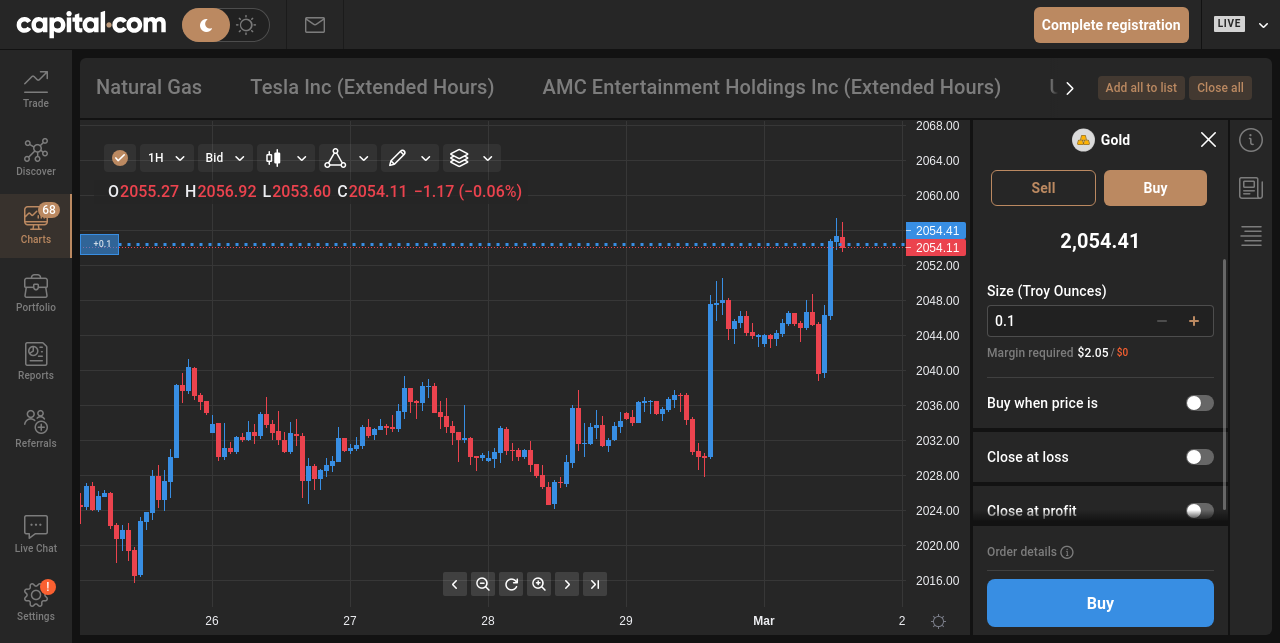 capital.com
Complete registration
LIVE
Trade
Discover
68
Charts
Portfolio
Reports
Referrals
Live Chat
!
Settings
Natural Gas
Tesla Inc (Extended Hours)
AMC Entertainment Holdings Inc (Extended Hours)
Add all to list
Close all
1H
Bid
O2055.27 H2056.92 L2053.60 C2054.11 −1.17 (−0.06%)
+0.1
2068.00
2064.00
2060.00
2054.41
2054.11
2052.00
2048.00
2044.00
2040.00
2036.00
2032.00
2028.00
2024.00
2020.00
2016.00
26
27
28
29
Mar
2
Gold
Sell
Buy
2,054.41
Size (Troy Ounces)
0.1
Margin required $2.05 / $0
Buy when price is
Close at loss
Close at profit
Order details
Buy